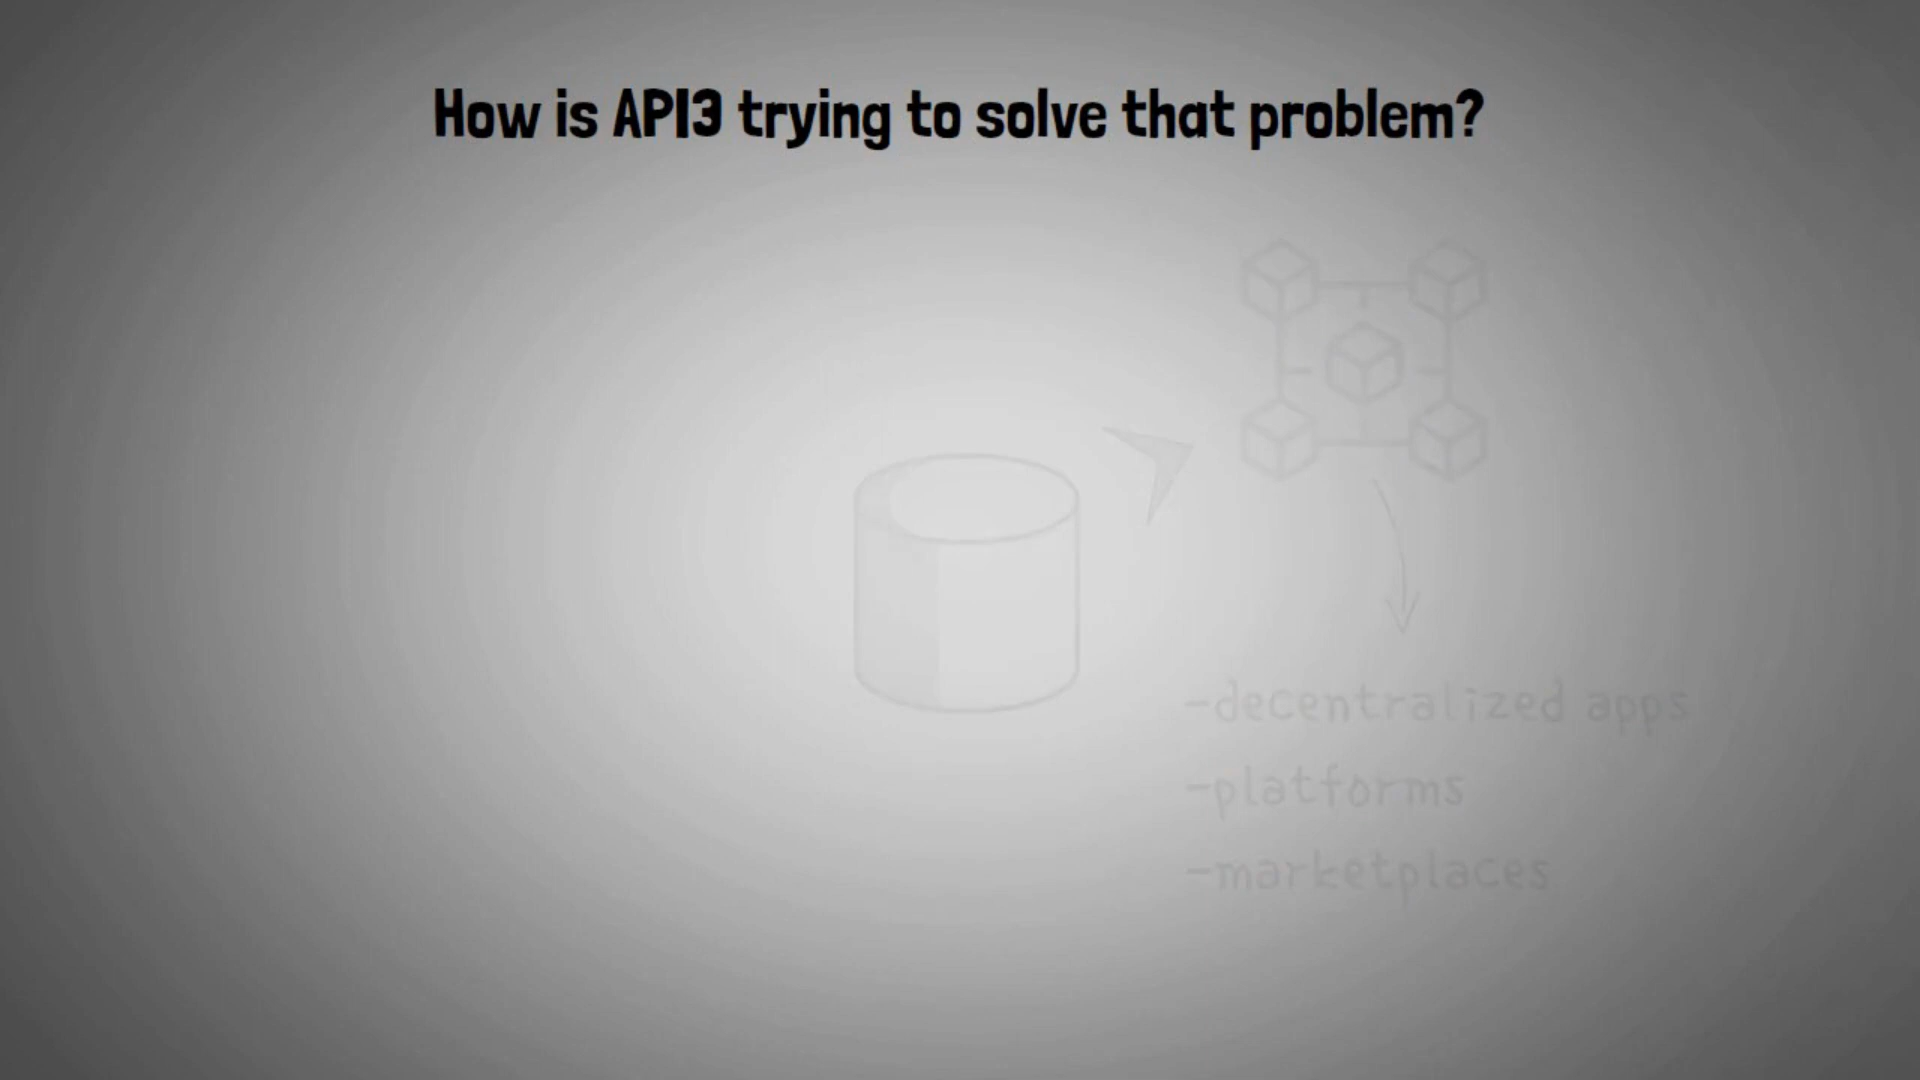 How is API3 trying to solve that problem?
-decentralized apps
-platforms
-marketplaces